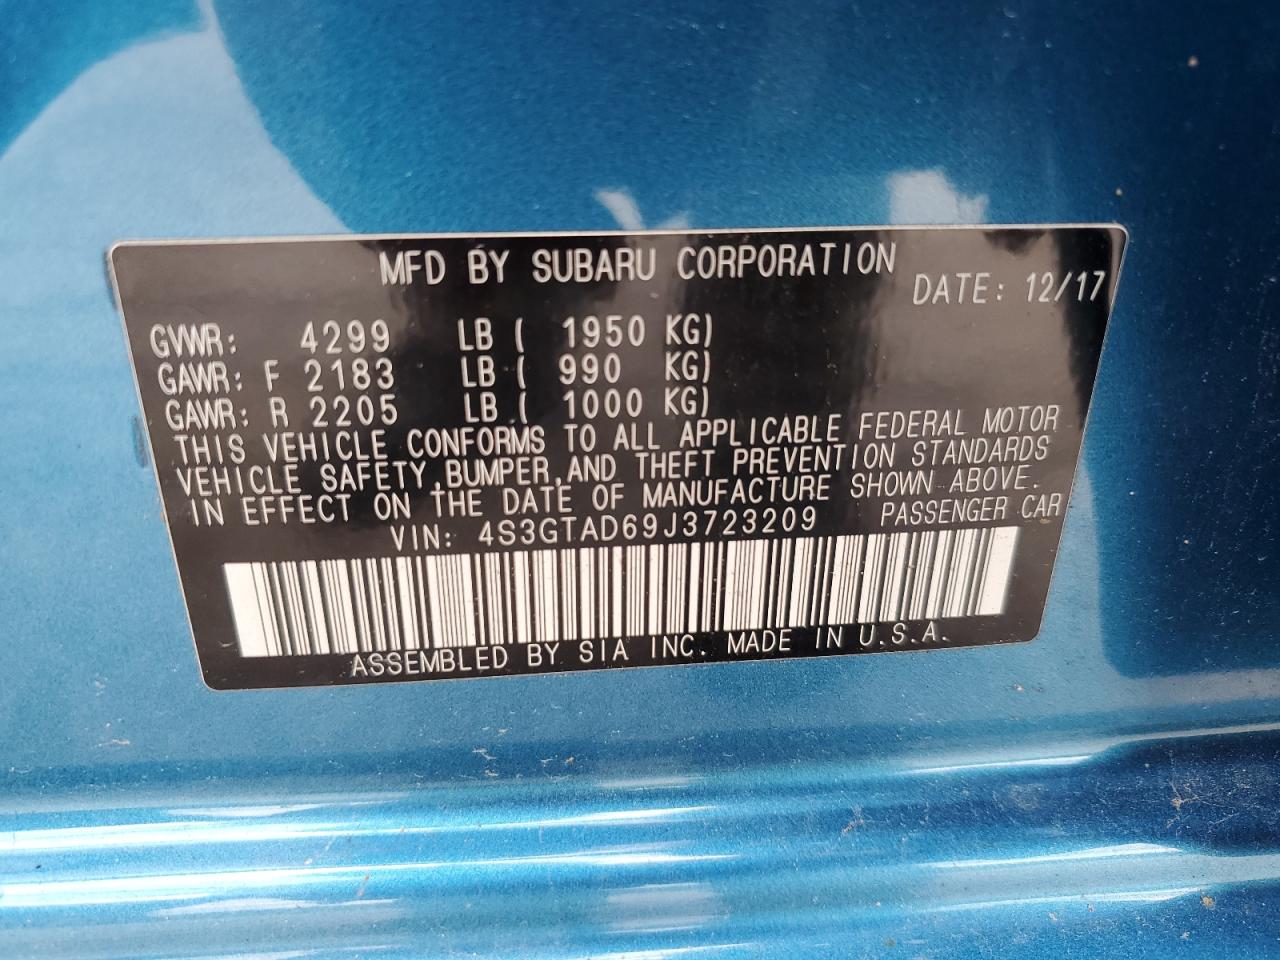 MFD BY SUBARU CORPORATION
DATE: 12/17
GVWR: 4299 LB ( 1950 KG)
GAWR: F 2183 LB ( 990 KG)
GAWR: R 2205 LB ( 1000 KG)
THIS VEHICLE CONFORMS TO ALL APPLICABLE FEDERAL MOTOR
VEHICLE SAFETY,BUMPER,AND THEFT PREVENTION STANDARDS
IN EFFECT ON THE DATE OF MANUFACTURE SHOWN ABOVE.
VIN: 4S3GTAD69J3723209 PASSENGER CAR
ASSEMBLED BY SIA INC. MADE IN U.S.A.